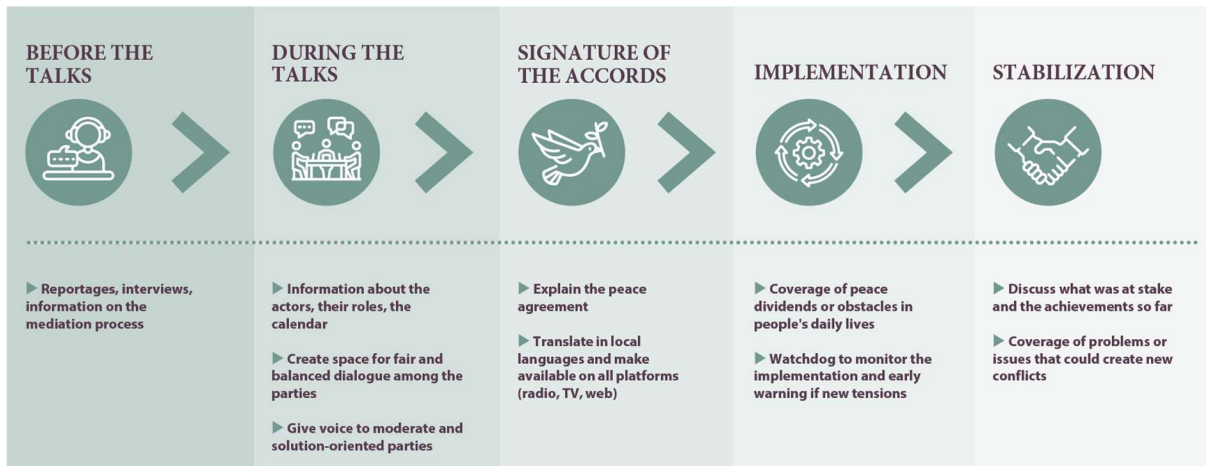 BEFORE THE
TALKS
DURING THE
TALKS
SIGNATURE OF
THE ACCORDS
IMPLEMENTATION
STABILIZATION
▶ Reportages, interviews,
information on the
mediation process
▶ Information about the
actors, their roles, the
calendar
▶ Create space for fair and
balanced dialogue among the
parties
▶ Give voice to moderate and
solution-oriented parties
▶ Explain the peace
agreement
▶ Translate in local
languages and make
available on all platforms
(radio, TV, web)
▶ Coverage of peace
dividends or obstacles in
people's daily lives
▶ Watchdog to monitor the
implementation and early
warning if new tensions
▶ Discuss what was at stake
and the achievements so far
▶ Coverage of problems or
issues that could create new
conflicts